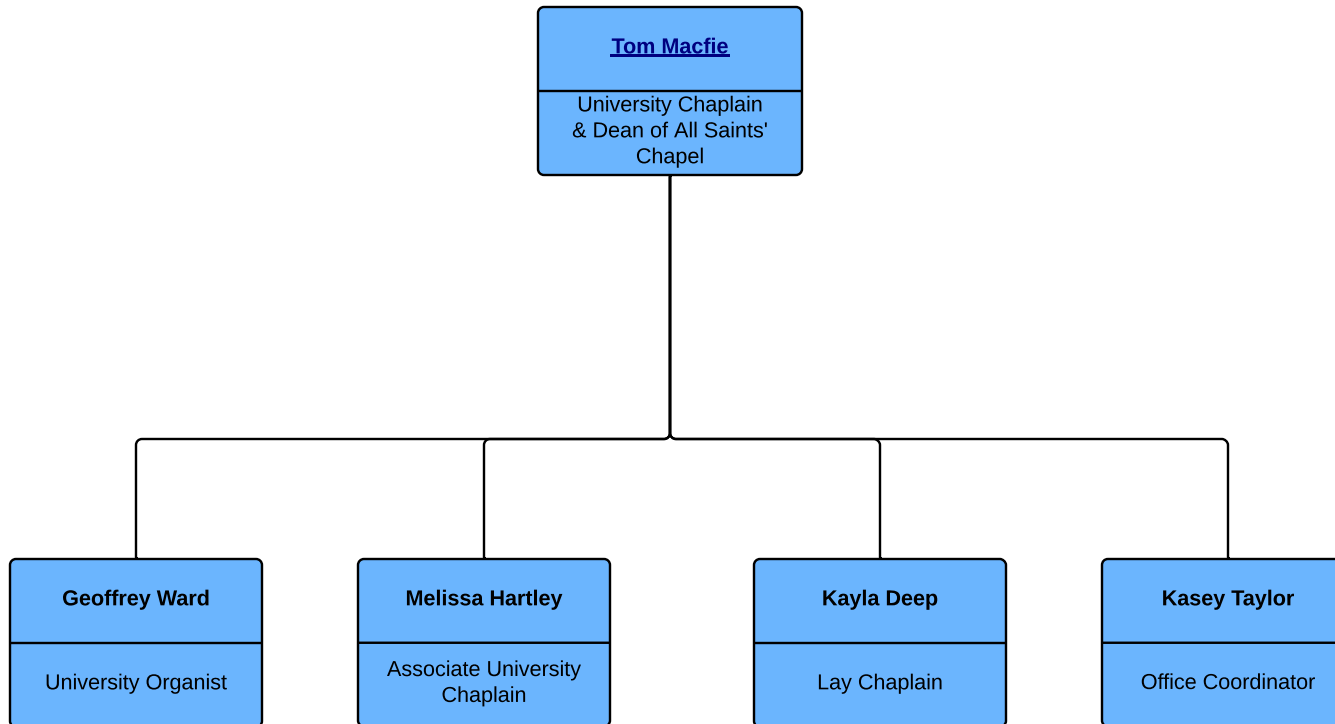 Tom Macfie
University Chaplain
& Dean of All Saints'
Chapel
Geoffrey Ward
University Organist
Melissa Hartley
Associate University
Chaplain
Kayla Deep
Lay Chaplain
Kasey Taylor
Office Coordinator